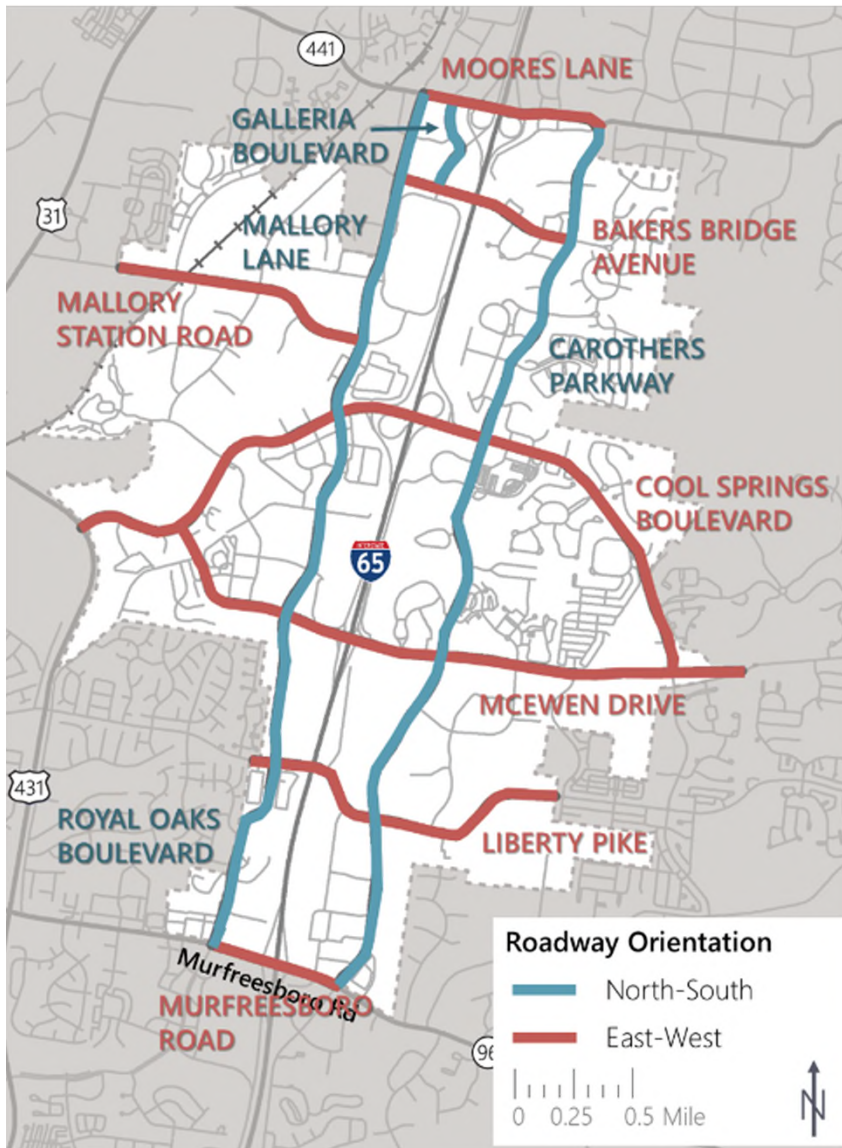 441
MOORES LANE
GALLERIA
BOULEVARD
31
MALLORY
LANE
BAKERS BRIDGE
AVENUE
MALLORY
STATION ROAD
CAROTHERS
PARKWAY
COOL SPRINGS
BOULEVARD
65
MCEWEN DRIVE
431
ROYAL OAKS
BOULEVARD
LIBERTY PIKE
Murfreesboro Rd
MURFREESBORO
ROAD
96
Roadway Orientation
North-South
East-West
0 0.25 0.5 Mile
N